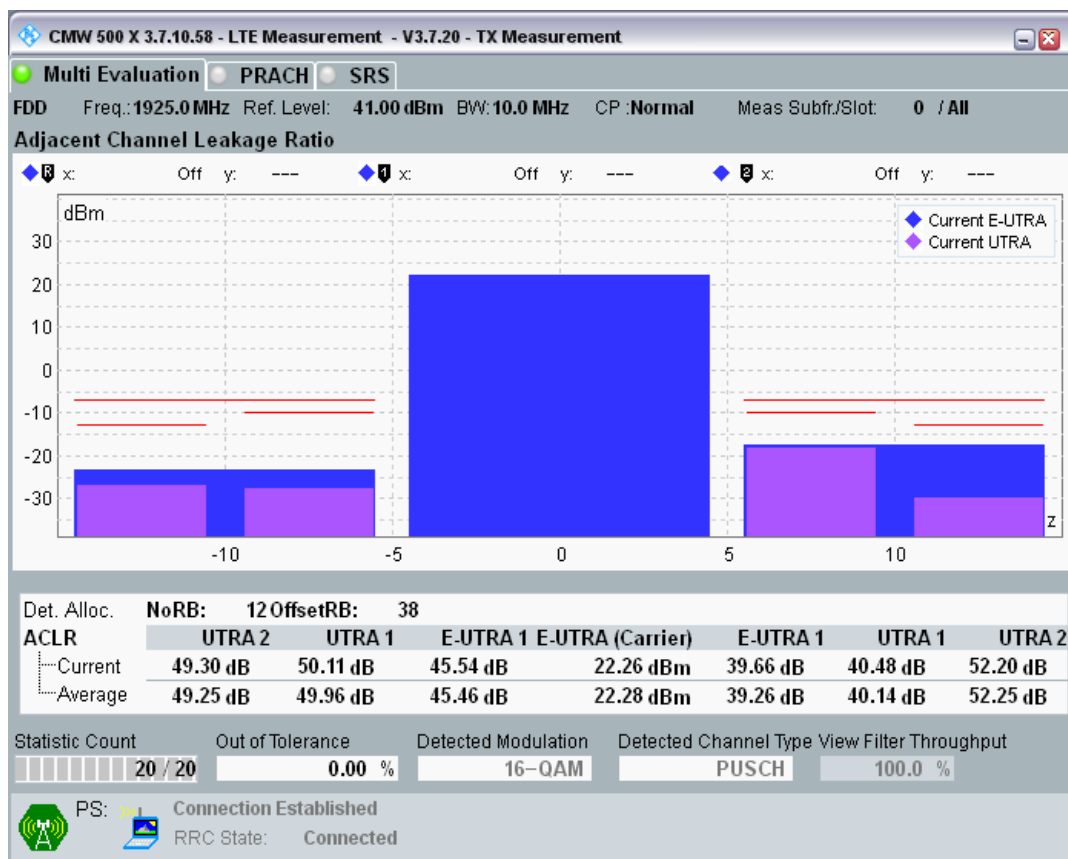 CMW 500 X 3.7.10.58 - LTE Measurement - V3.7.20 - TX Measurement
Multi Evaluation PRACH SRS
FDD Freq.: 1925.0 MHz Ref. Level: 41.00 dBm BW: 10.0 MHz CP : Normal Meas Subfr./Slot: 0 / All
Adjacent Channel Leakage Ratio
R x: Off y: --- 1 x: Off y: --- 2 x: Off y: ---
dBm
Current E-UTRA
Current UTRA
30
20
10
0
-10
-20
-30
z
-10 -5 0 5 10
Det. Alloc. NoRB: 12 OffsetRB: 38
ACLR UTRA 2 UTRA 1 E-UTRA 1 E-UTRA (Carrier) E-UTRA 1 UTRA 1 UTRA 2
Current 49.30 dB 50.11 dB 45.54 dB 22.26 dBm 39.66 dB 40.48 dB 52.20 dB
Average 49.25 dB 49.96 dB 45.46 dB 22.28 dBm 39.26 dB 40.14 dB 52.25 dB
Statistic Count Out of Tolerance Detected Modulation Detected Channel Type View Filter Throughput
20 / 20 0.00 % 16-QAM PUSCH 100.0 %
PS: Connection Established
RRC State: Connected